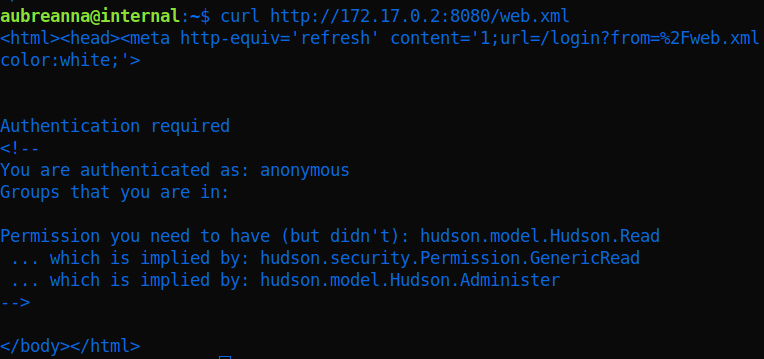 aubreanna@internal:~$ curl http://172.17.0.2:8080/web.xml
<html><head><meta http-equiv='refresh' content='1;url=/login?from=%2Fweb.xml
color:white;'>
Authentication required
<!--
You are authenticated as: anonymous
Groups that you are in:
Permission you need to have (but didn't): hudson.model.Hudson.Read
 ... which is implied by: hudson.security.Permission.GenericRead
 ... which is implied by: hudson.model.Hudson.Administer
-->
</body></html>